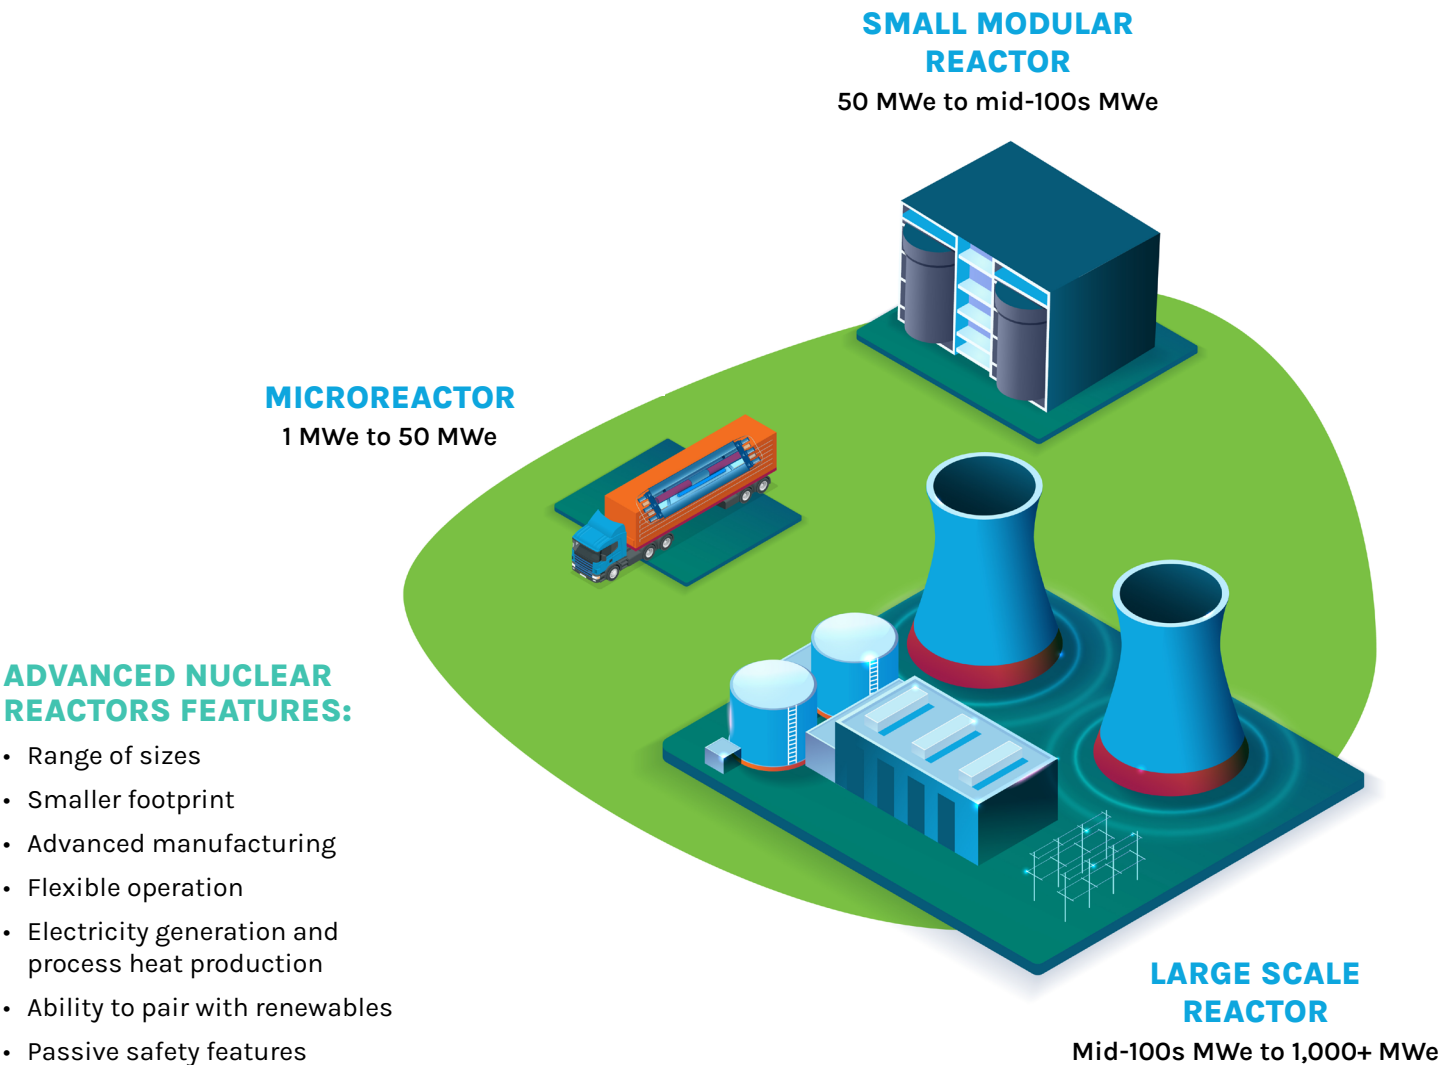 SMALL MODULAR
REACTOR
50 MWe to mid-100s MWe
MICROREACTOR
1 MWe to 50 MWe
ADVANCED NUCLEAR
REACTORS FEATURES:
• Range of sizes
• Smaller footprint
• Advanced manufacturing
• Flexible operation
• Electricity generation and
process heat production
• Ability to pair with renewables
• Passive safety features
LARGE SCALE
REACTOR
Mid-100s MWe to 1,000+ MWe